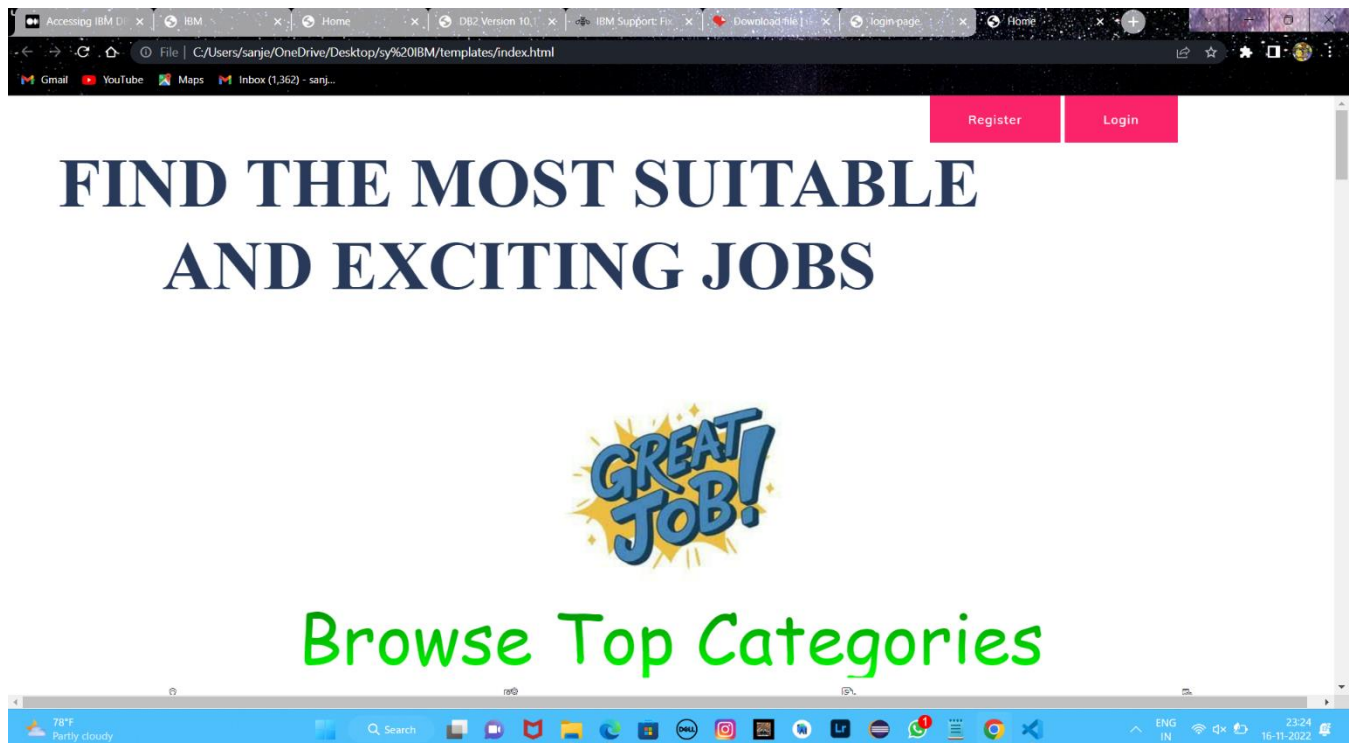 Accessing IBM D
IBM
Home
DB2 Version 10.
IBM Support: Fix
Download file
login-page
Home
File | C:/Users/sanje/OneDrive/Desktop/sy%20IBM/templates/index.html
Gmail
YouTube
Maps
Inbox (1,362) - sanj...
Register
Login
FIND THE MOST SUITABLE
AND EXCITING JOBS
GREAT
JOB!
Browse Top Categories
78°F
Partly cloudy
Search
DELL
Lr
1
ENG
IN
23:24
16-11-2022